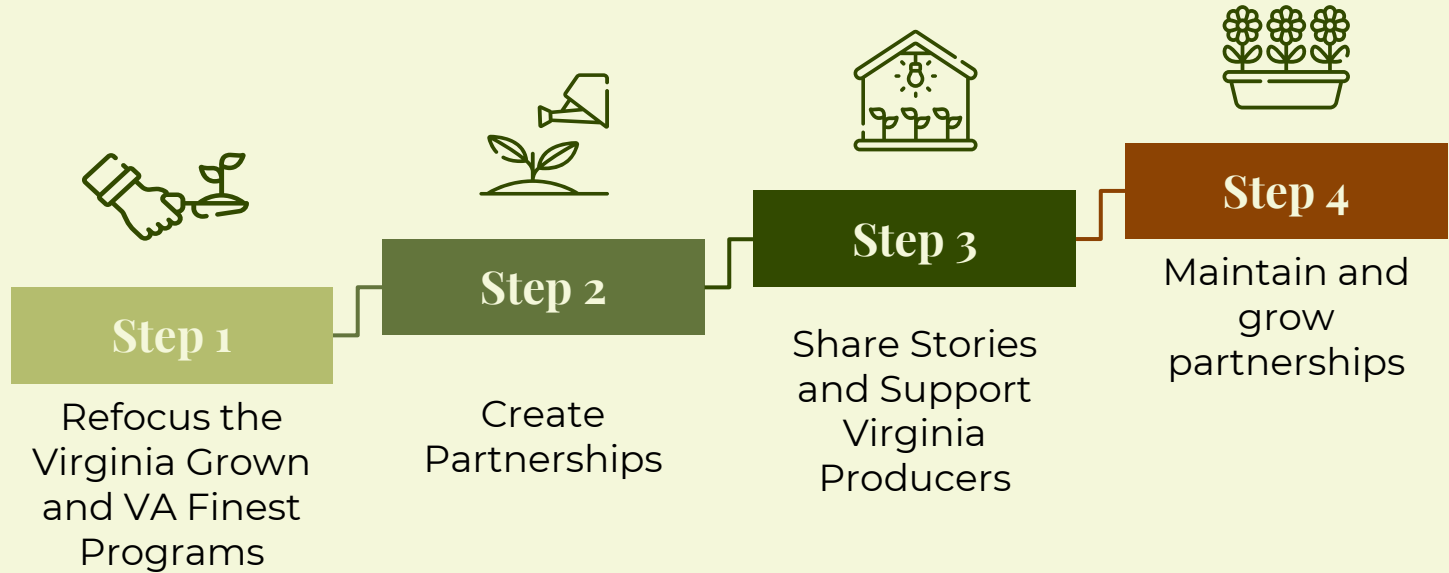 Step 1
Refocus the
Virginia Grown
and VA Finest
Programs
Step 2
Create
Partnerships
Step 3
Share Stories
and Support
Virginia
Producers
Step 4
Maintain and
grow
partnerships